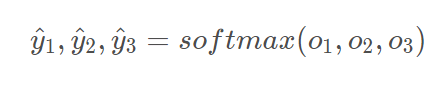 ŷ₁, ŷ₂, ŷ₃ = softmax(o₁, o₂, o₃)